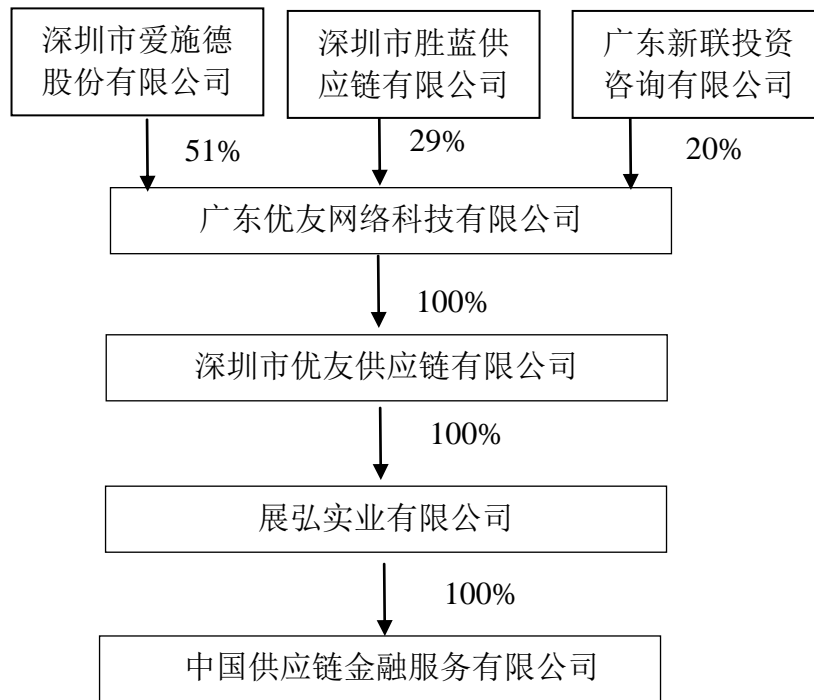 深圳市爱施德
股份有限公司
深圳市胜蓝供
应链有限公司
广东新联投资
咨询有限公司
51%
29%
20%
广东优友网络科技有限公司
100%
深圳市优友供应链有限公司
100%
展弘实业有限公司
100%
中国供应链金融服务有限公司